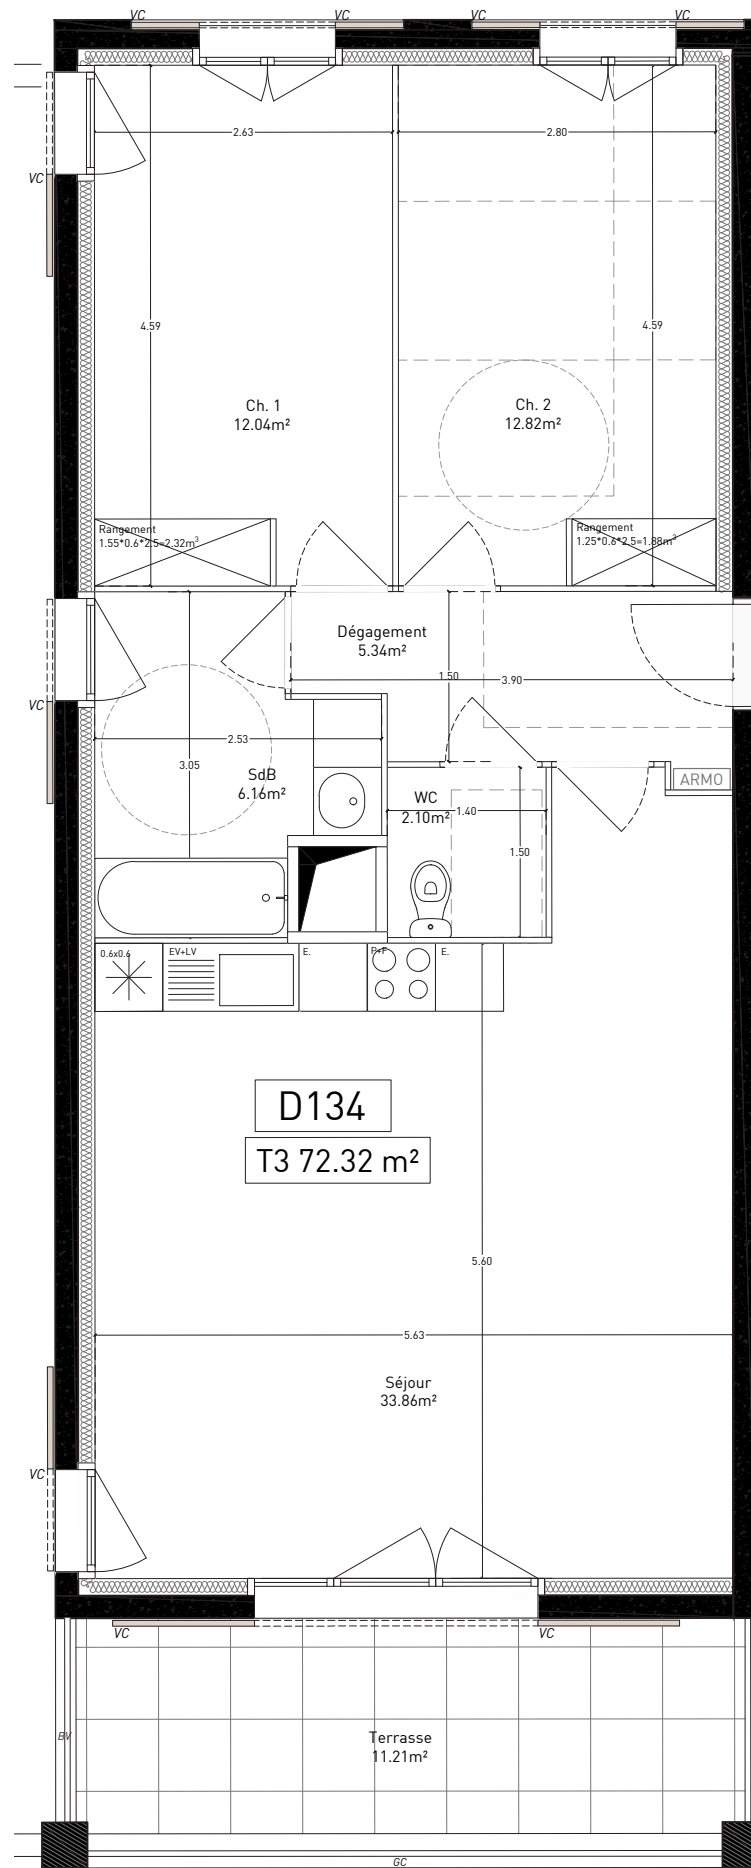 VC
VC
VC
VC
2.63
2.80
VC
4.59
4.59
Ch. 1
12.04m²
Ch. 2
12.82m²
Rangement
1.55*0.6*2.5=2.32m³
Rangement
1.25*0.6*2.5=1.88m³
Dégagement
5.34m²
1.50
3.90
VC
2.53
3.05
SdB
6.16m²
ARMO
WC
2.10m²
1.40
1.50
0.6x0.6
EV+LV
E.
P+F
E.
D134
T3 72.32 m²
5.60
5.63
Séjour
33.86m²
VC
VC
VC
BV
Terrasse
11.21m²
GC